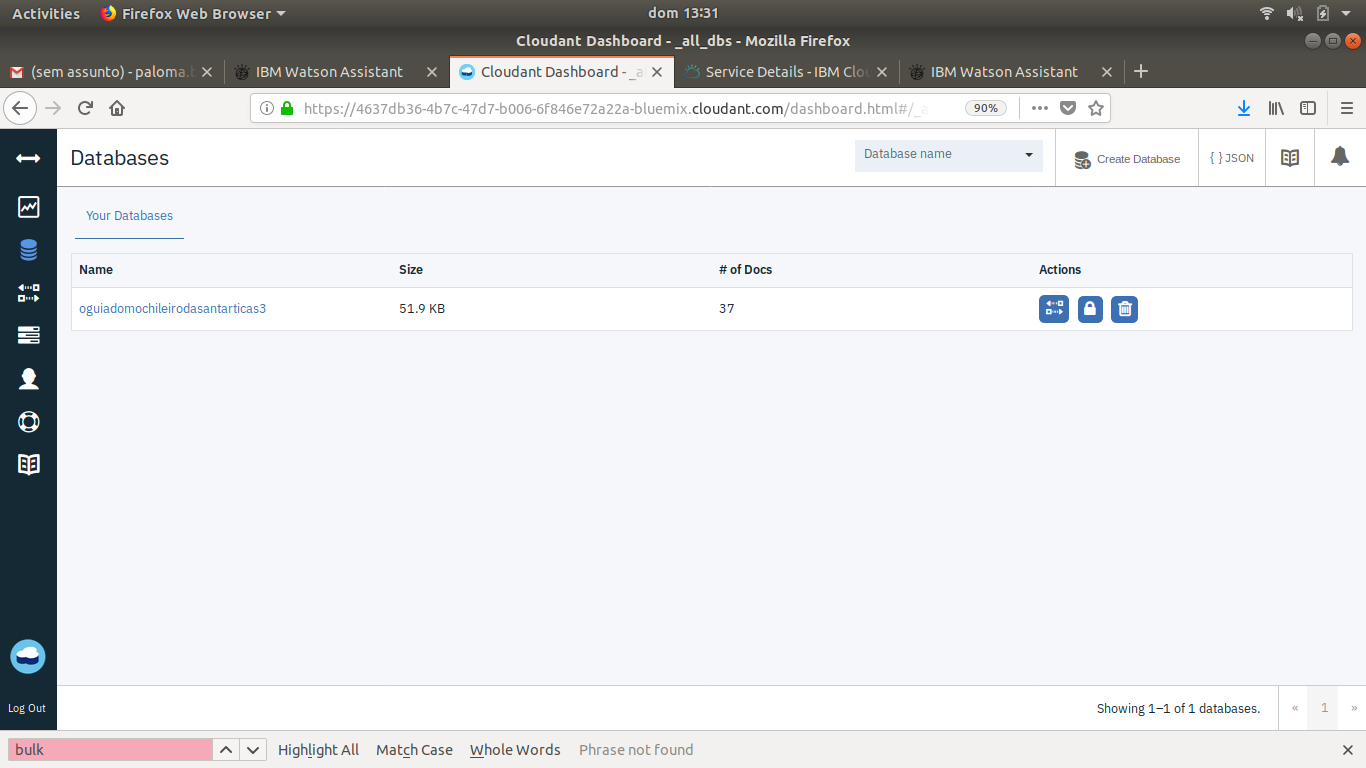 Activities Firefox Web Browser dom 13:31
Cloudant Dashboard - _all_dbs - Mozilla Firefox
(sem assunto) - paloma. IBM Watson Assistant Cloudant Dashboard - _a Service Details - IBM Clou IBM Watson Assistant
https://4637db36-4b7c-47d7-b006-6f846e72a22a-bluemix.cloudant.com/dashboard.html#/_a 90%
Databases Database name Create Database { } JSON
Your Databases
Name Size # of Docs Actions
oguiadomochileirodasantarticas3 51.9 KB 37
Log Out Showing 1–1 of 1 databases. « 1 »
bulk Highlight All Match Case Whole Words Phrase not found